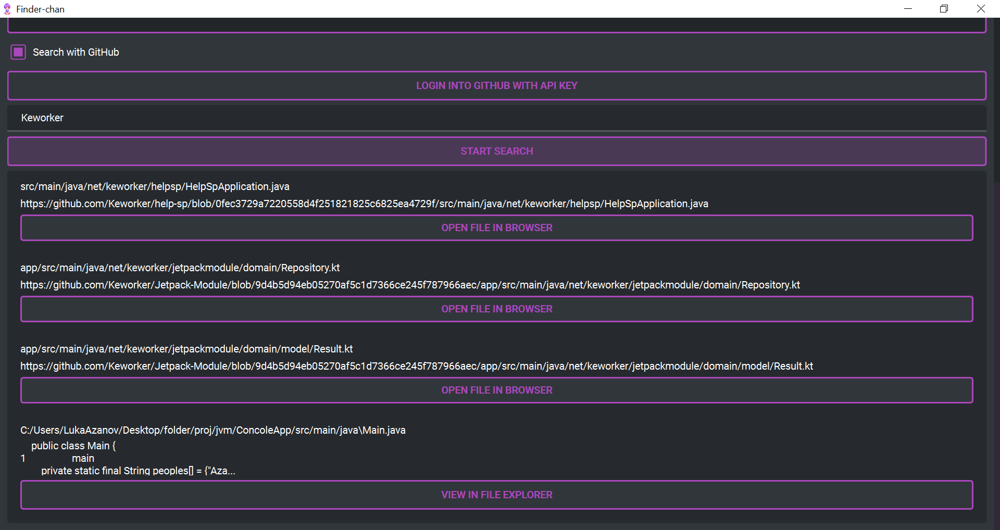 Finder-chan
Search with GitHub
LOGIN INTO GITHUB WITH API KEY
Keworker
START SEARCH
src/main/java/net/keworker/helpsp/HelpSpApplication.java
https://github.com/Keworker/help-sp/blob/0fec3729a7220558d4f251821825c6825ea4729f/src/main/java/net/keworker/helpsp/HelpSpApplication.java
OPEN FILE IN BROWSER
app/src/main/java/net/keworker/jetpackmodule/domain/Repository.kt
https://github.com/Keworker/Jetpack-Module/blob/9d4b5d94eb05270af5c1d7366ce245f787966aec/app/src/main/java/net/keworker/jetpackmodule/domain/Repository.kt
OPEN FILE IN BROWSER
app/src/main/java/net/keworker/jetpackmodule/domain/model/Result.kt
https://github.com/Keworker/Jetpack-Module/blob/9d4b5d94eb05270af5c1d7366ce245f787966aec/app/src/main/java/net/keworker/jetpackmodule/domain/model/Result.kt
OPEN FILE IN BROWSER
C:/Users/LukaAzanov/Desktop/folder/proj/jvm/ConcoleApp/src/main/java\Main.java
public class Main {
1 main
private static final String peoples[] = {"Aza...
VIEW IN FILE EXPLORER